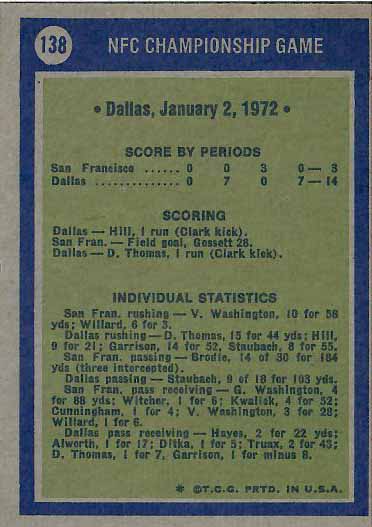 138 NFC CHAMPIONSHIP GAME
• Dallas, January 2, 1972 •
SCORE BY PERIODS
San Francisco ...... 0 0 3 0 — 3
Dallas .............. 0 7 0 7 — 14
SCORING
Dallas — Hill, 1 run (Clark kick).
San Fran. — Field goal, Gossett 28.
Dallas — D. Thomas, 1 run (Clark kick).
INDIVIDUAL STATISTICS
San Fran. rushing — V. Washington, 10 for 58
yds; Willard, 6 for 3.
Dallas rushing — D. Thomas, 15 for 44 yds; Hill,
9 for 21; Garrison, 14 for 52, Staubach, 8 for 55.
San Fran. passing — Brodie, 14 of 30 for 184
yds (three intercepted).
Dallas passing — Staubach, 9 of 18 for 103 yds.
San Fran. pass receiving — G. Washington, 4
for 88 yds; Witcher, 1 for 6; Kwalick, 4 for 52;
Cunningham, 1 for 4; V. Washington, 3 for 28;
Willard, 1 for 6.
Dallas pass receiving — Hayes, 2 for 22 yds;
Alworth, 1 for 17; Ditka, 1 for 5; Truax, 2 for 43;
D. Thomas, 1 for 7, Garrison, 1 for minus 8.
* ©T.C.G. PRTD. IN U.S.A.